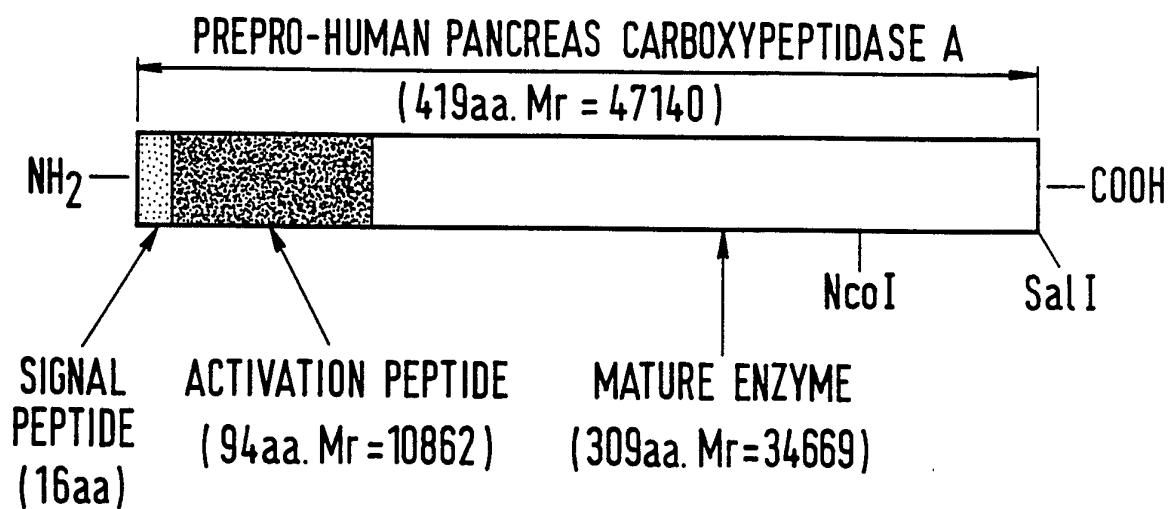 PREPRO-HUMAN PANCREAS CARBOXYPEPTIDASE A
(419aa. Mr = 47140)
NH2
COOH
NcoI
Sal I
SIGNAL
PEPTIDE
(16aa)
ACTIVATION PEPTIDE
(94aa. Mr=10862)
MATURE ENZYME
(309aa. Mr=34669)